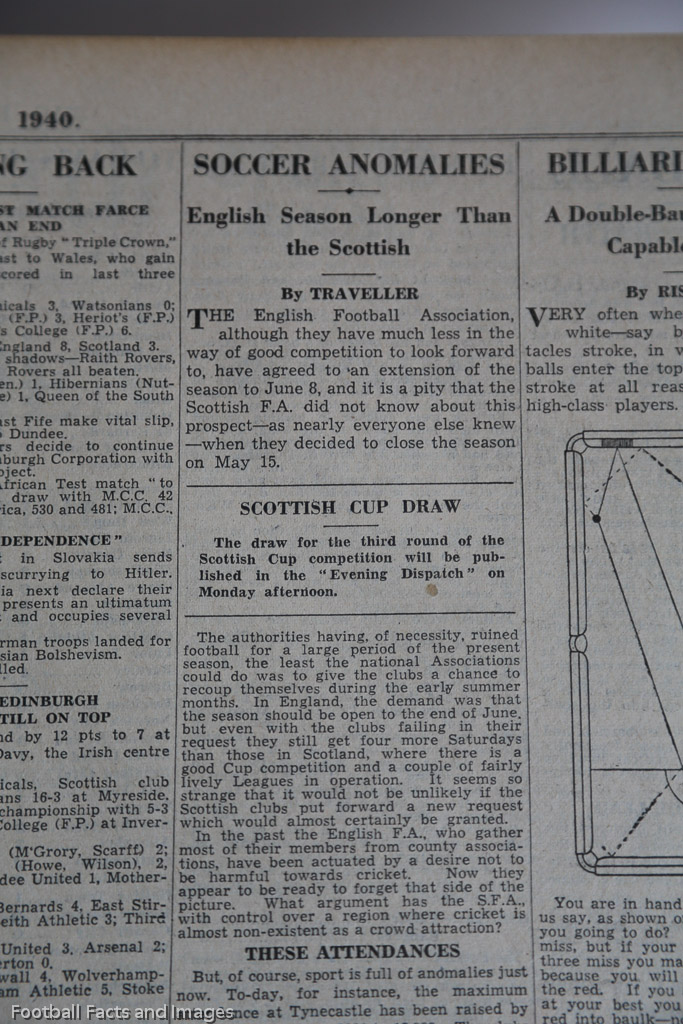 1940.
NG BACK
ST MATCH FARCE
AN END
f Rugby "Triple Crown,"
st to Wales, who gain
scored in last three
icals 3, Watsonians 0;
(F.P.) 3, Heriot's (F.P.)
s College (F.P.) 6.
England 8, Scotland 3.
shadows—Raith Rovers,
Rovers all beaten.
en.) 1, Hibernians (Nut-
e) 1, Queen of the South
ast Fife make vital slip,
Dundee.
rs decide to continue
nburgh Corporation with
oject.
African Test match "to
draw with M.C.C. 42
rica, 530 and 481; M.C.C.,
DEPENDENCE"
t in Slovakia sends
scurrying to Hitler.
ia next declare their
presents an ultimatum
t and occupies several
rman troops landed for
sian Bolshevism.
lled.
EDINBURGH
TILL ON TOP
nd by 12 pts to 7 at
Davy, the Irish centre
icals, Scottish club
ans 16-3 at Myreside,
championship with 5-3
College (F.P.) at Inver-
(M'Grory, Scarff) 2;
(Howe, Wilson), 2,
dee United 1, Mother-
Bernards 4, East Stir-
eith Athletic 3; Third
United 3, Arsenal 2;
erton 0.
wall 4, Wolverhamp-
am Athletic 5, Stoke
SOCCER ANOMALIES
English Season Longer Than
the Scottish
By TRAVELLER
THE English Football Association,
although they have much less in the
way of good competition to look forward
to, have agreed to an extension of the
season to June 8, and it is a pity that the
Scottish F.A. did not know about this
prospect—as nearly everyone else knew
—when they decided to close the season
on May 15.
SCOTTISH CUP DRAW
The draw for the third round of the
Scottish Cup competition will be pub-
lished in the "Evening Dispatch" on
Monday afternoon.
The authorities having, of necessity, ruined
football for a large period of the present
season, the least the national Associations
could do was to give the clubs a chance to
recoup themselves during the early summer
months. In England, the demand was that
the season should be open to the end of June,
but even with the clubs failing in their
request they still get four more Saturdays
than those in Scotland, where there is a
good Cup competition and a couple of fairly
lively Leagues in operation. It seems so
strange that it would not be unlikely if the
Scottish clubs put forward a new request
which would almost certainly be granted.
In the past the English F.A., who gather
most of their members from county associa-
tions, have been actuated by a desire not to
be harmful towards cricket. Now they
appear to be ready to forget that side of the
picture. What argument has the S.F.A.,
with control over a region where cricket is
almost non-existent as a crowd attraction?
THESE ATTENDANCES
But, of course, sport is full of anomalies just
now. To-day, for instance, the maximum
ence at Tynecastle has been raised by
BILLIARD
A Double-Bau
Capable
By RIS
VERY often whe
white—say b
tacles stroke, in w
balls enter the top
stroke at all reas
high-class players.
You are in hand
us say, as shown o
you going to do?
miss, but if your
three miss you ma
because you will
the red. If you
at your best you
red into baulk—no
Football Facts and Images